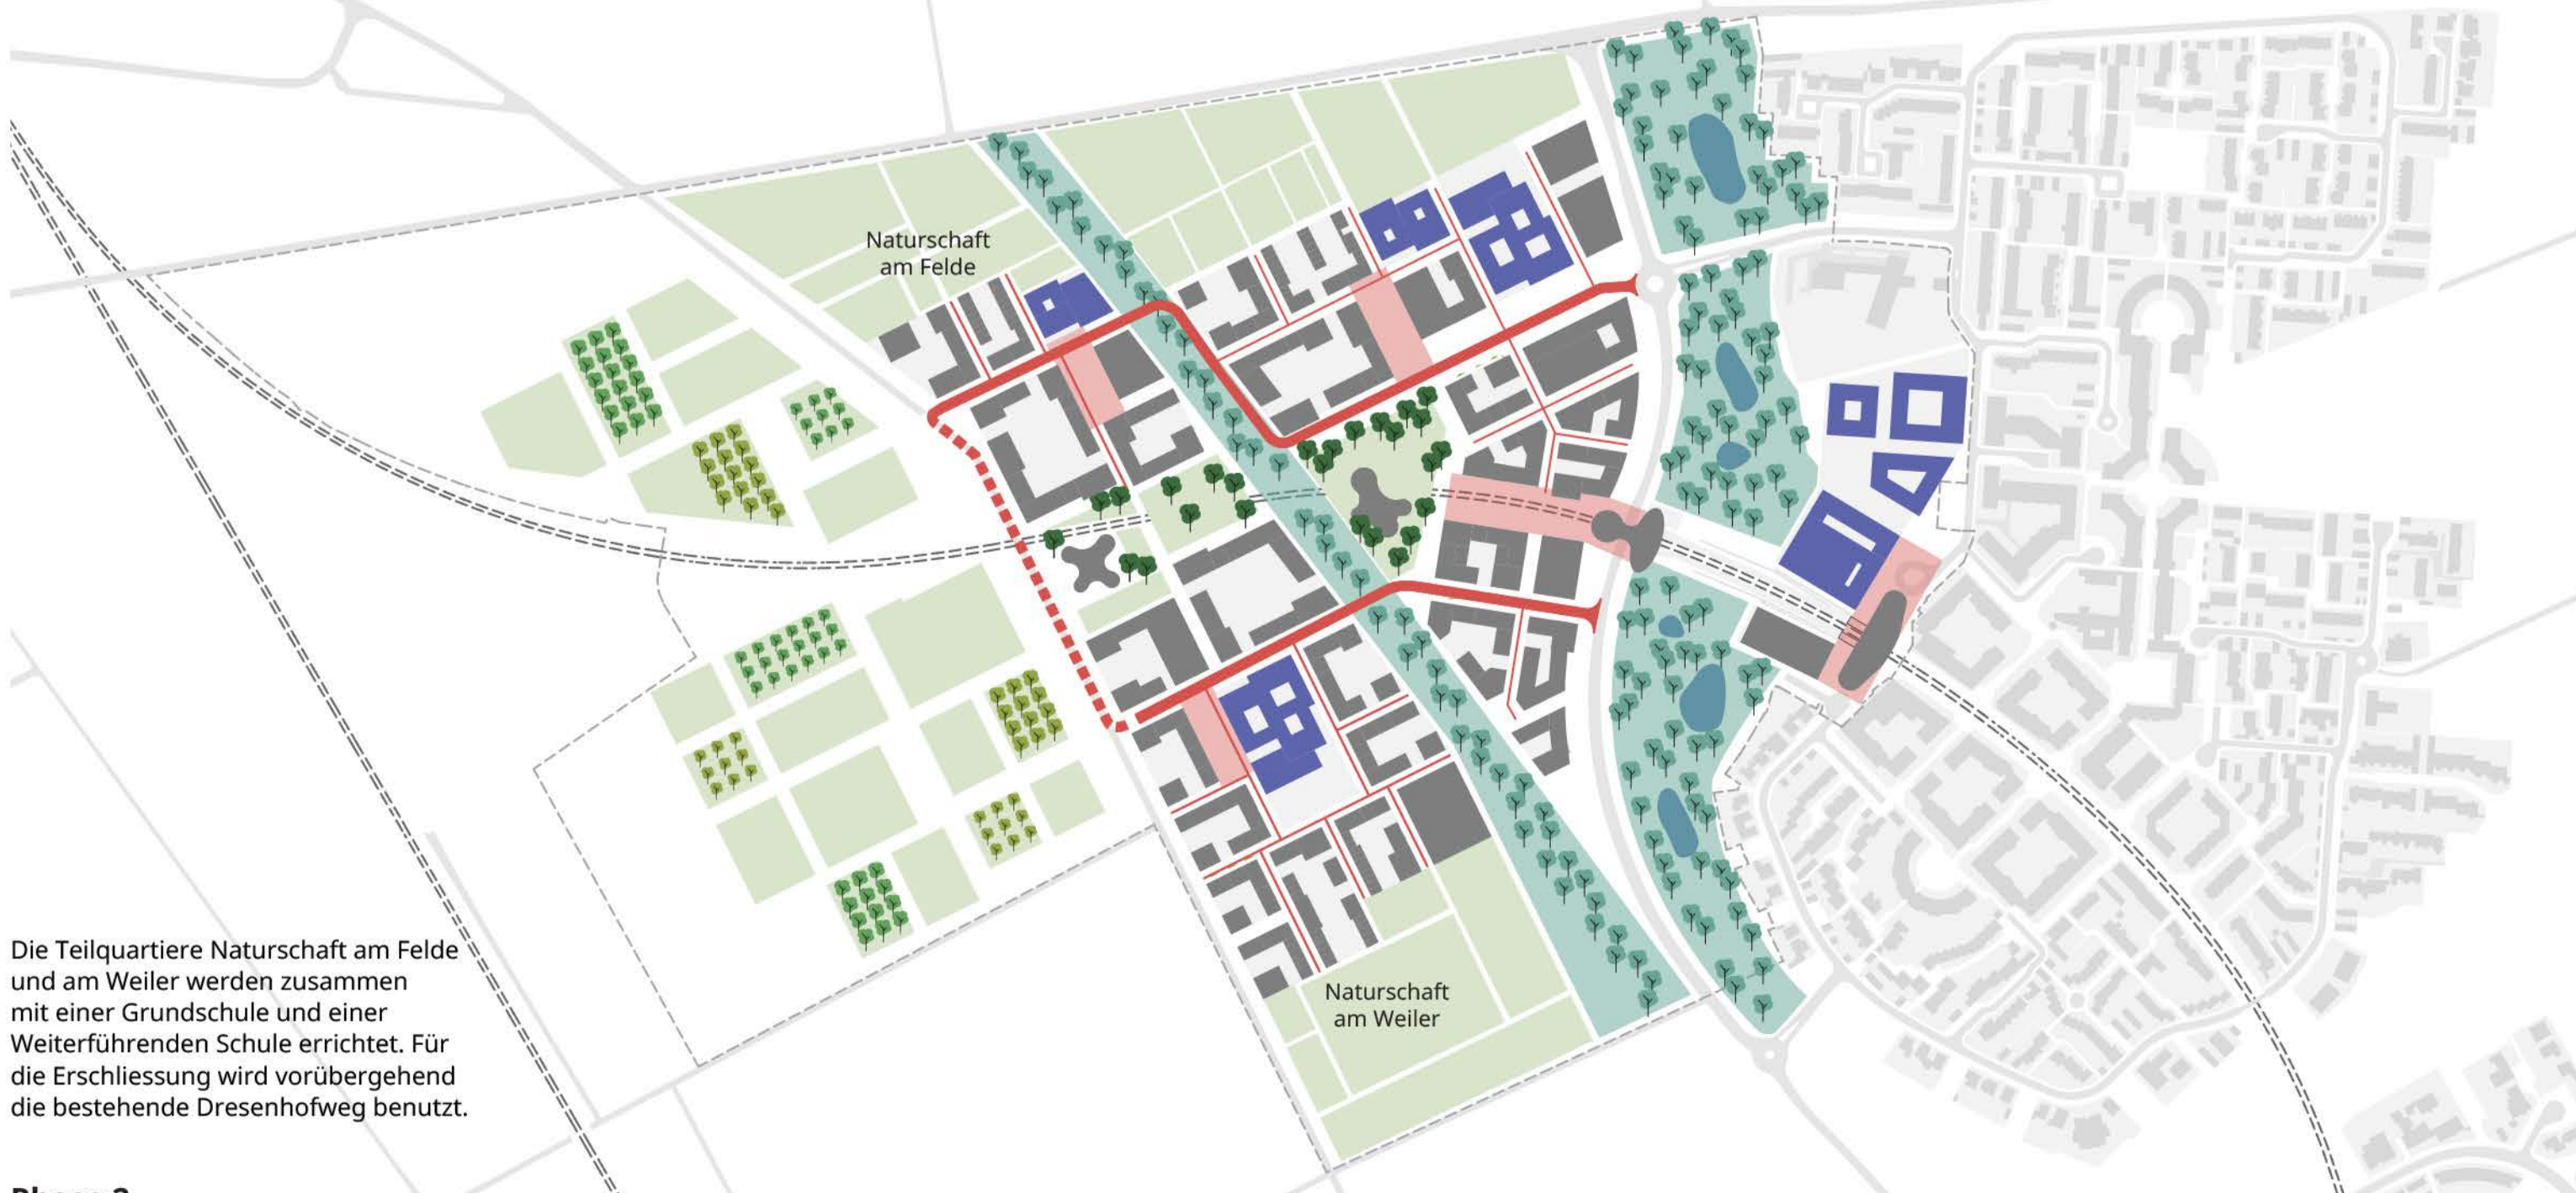 Naturschaft
am Felde
Naturschaft
am Weiler
Die Teilquartiere Naturschaft am Felde
und am Weiler werden zusammen
mit einer Grundschule und einer
Weiterführenden Schule errichtet. Für
die Erschliessung wird vorübergehend
die bestehende Dresenhofweg benutzt.